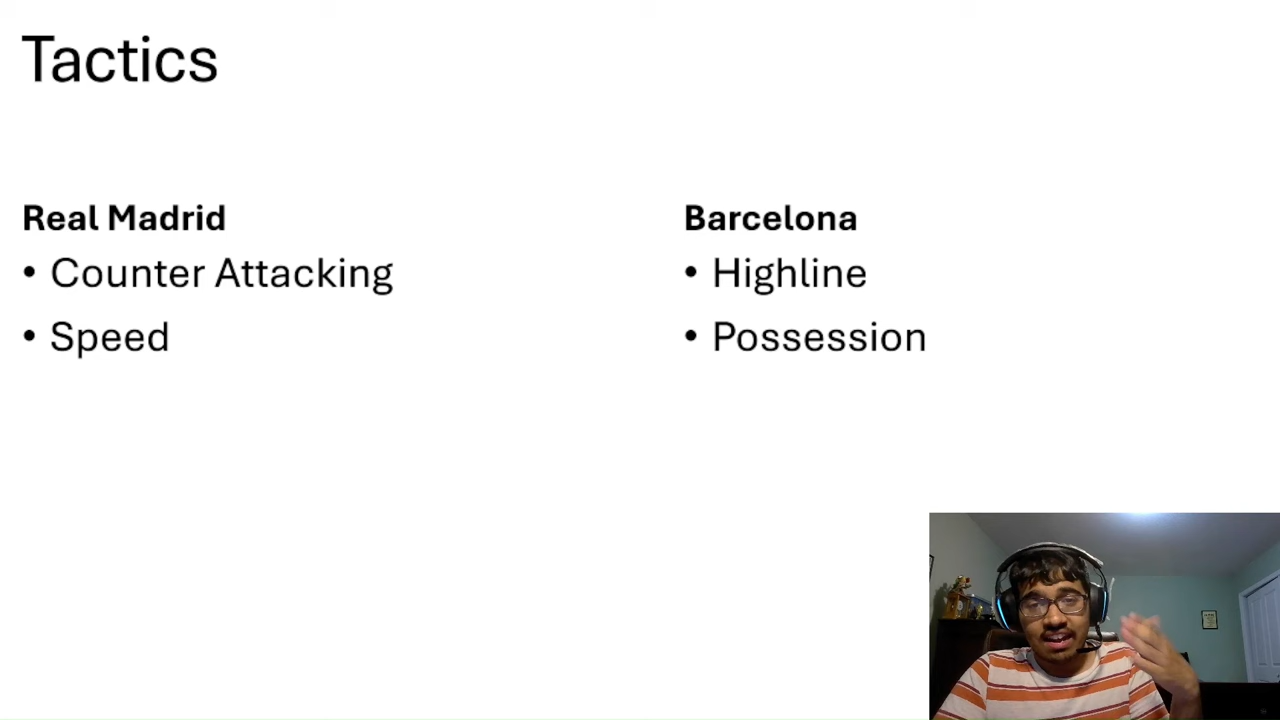 Tactics
Real Madrid
• Counter Attacking
• Speed
Barcelona
• Highline
• Possession